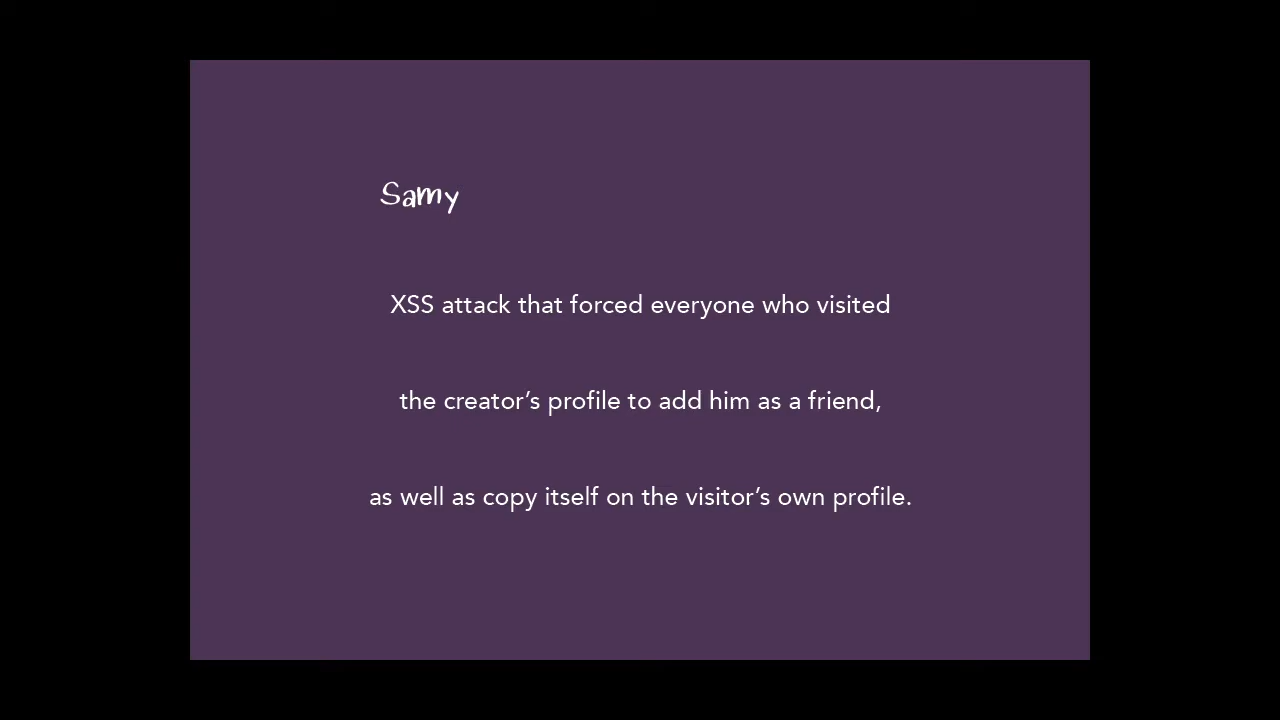 Samy
XSS attack that forced everyone who visited
the creator’s profile to add him as a friend,
as well as copy itself on the visitor’s own profile.